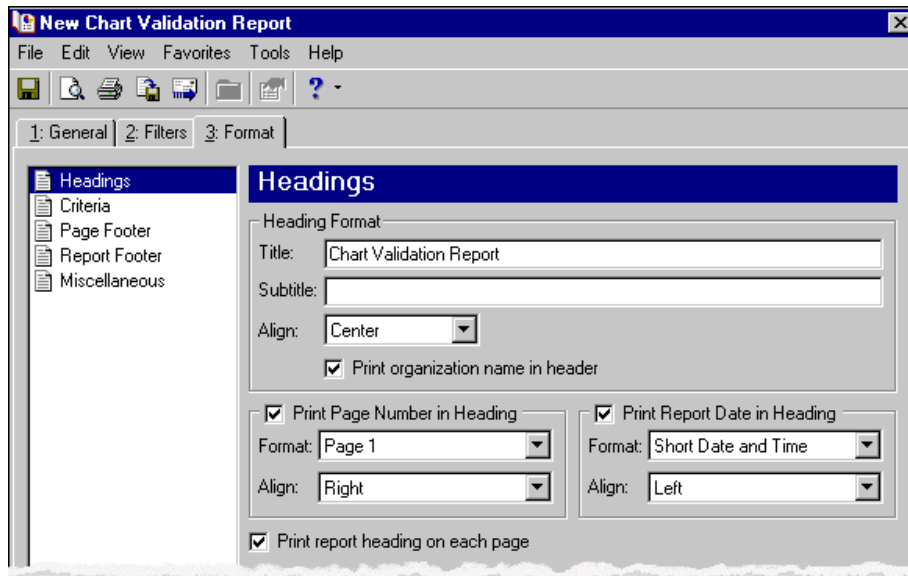 New Chart Validation Report
File Edit View Favorites Tools Help
?
1: General 2: Filters 3: Format
Headings
Criteria
Page Footer
Report Footer
Miscellaneous
Headings
Heading Format
Title: Chart Validation Report
Subtitle:
Align: Center
Print organization name in header
Print Page Number in Heading
Format: Page 1
Align: Right
Print Report Date in Heading
Format: Short Date and Time
Align: Left
Print report heading on each page